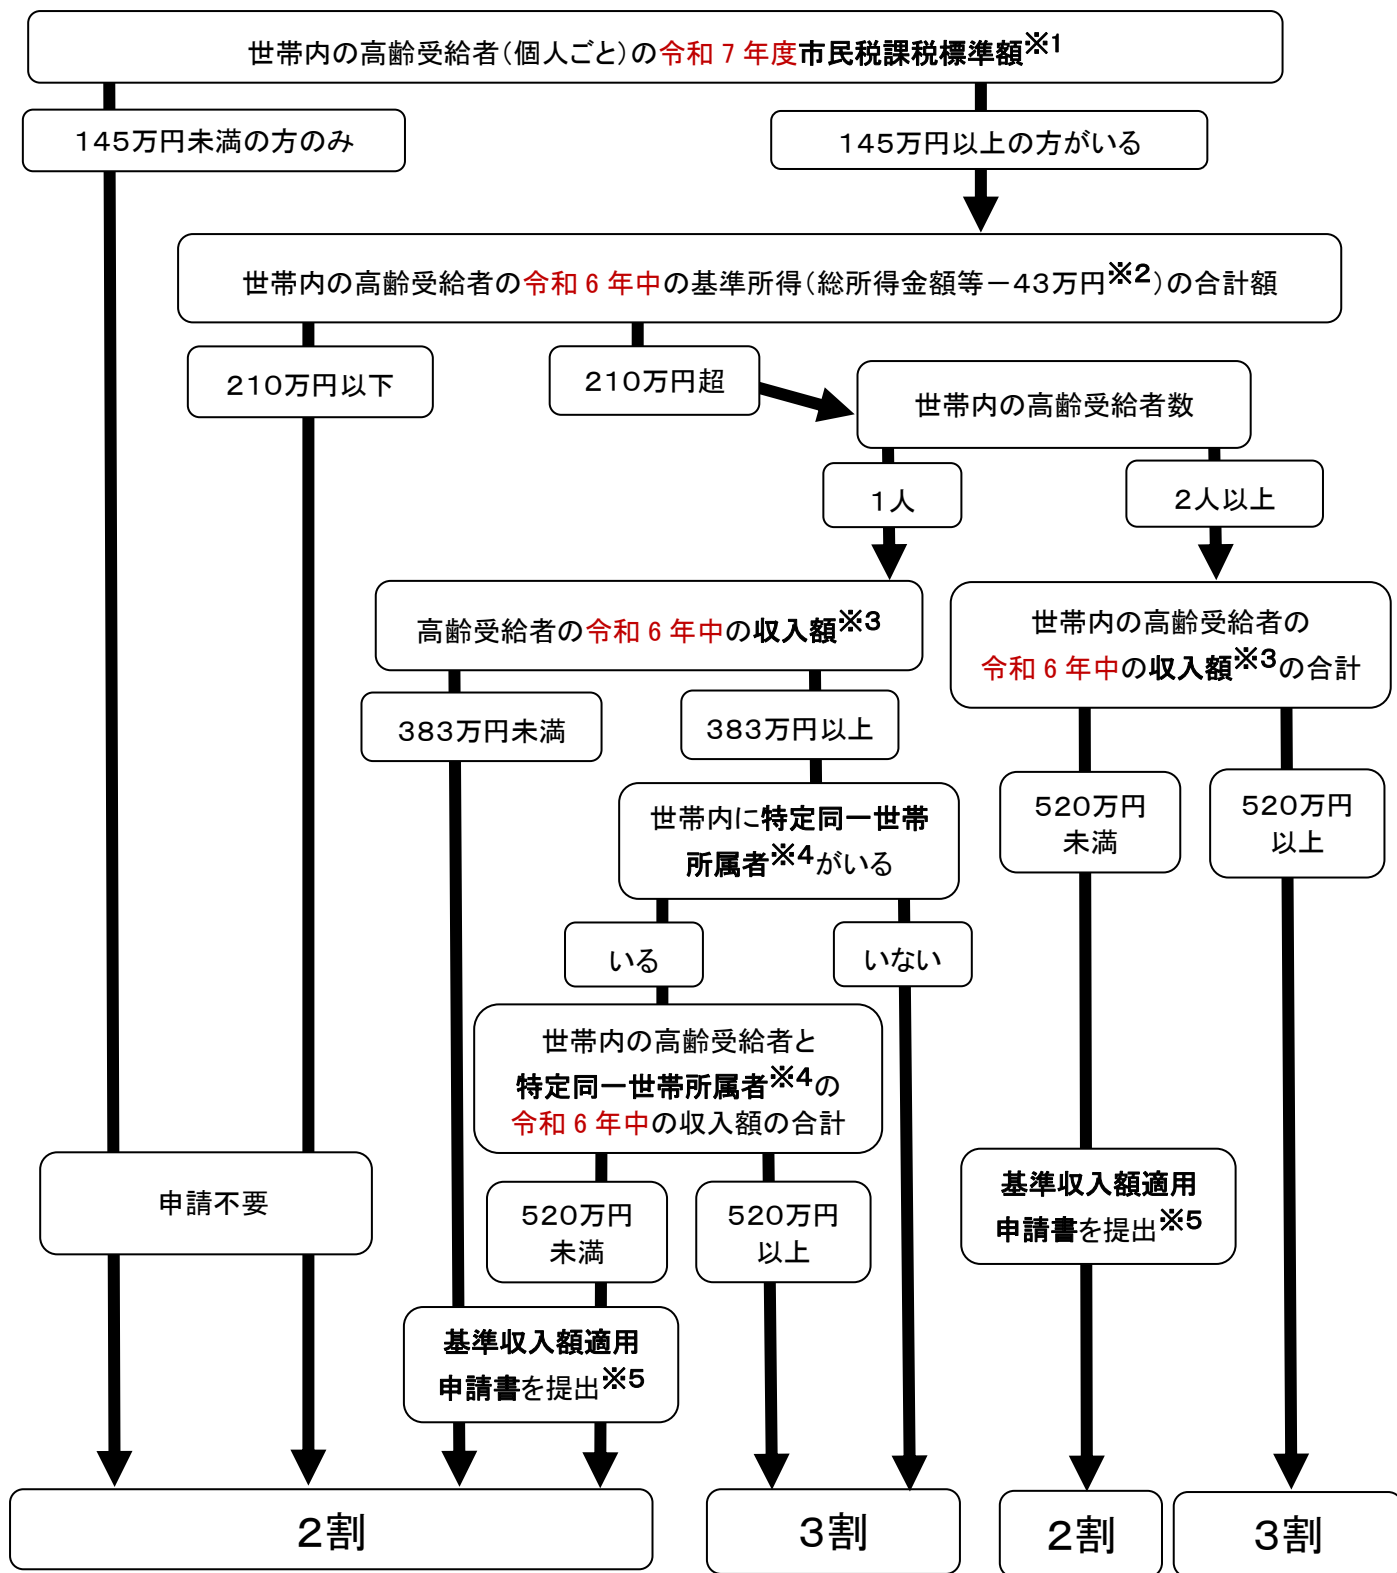 世帯内の高齢受給者(個人ごと)の令和７年度市民税課税標準額※1
145万円未満の方のみ
145万円以上の方がいる
世帯内の高齢受給者の令和６年中の基準所得(総所得金額等－43万円※2)の合計額
210万円以下
210万円超
世帯内の高齢受給者数
1人
2人以上
高齢受給者の令和６年中の収入額※3
世帯内の高齢受給者の
令和６年中の収入額※3の合計
383万円未満
383万円以上
520万円
未満
520万円
以上
世帯内に特定同一世帯
所属者※4がいる
いる
いない
世帯内の高齢受給者と
特定同一世帯所属者※4の
令和６年中の収入額の合計
申請不要
520万円
未満
520万円
以上
基準収入額適用
申請書を提出※5
基準収入額適用
申請書を提出※5
2割
3割
2割
3割